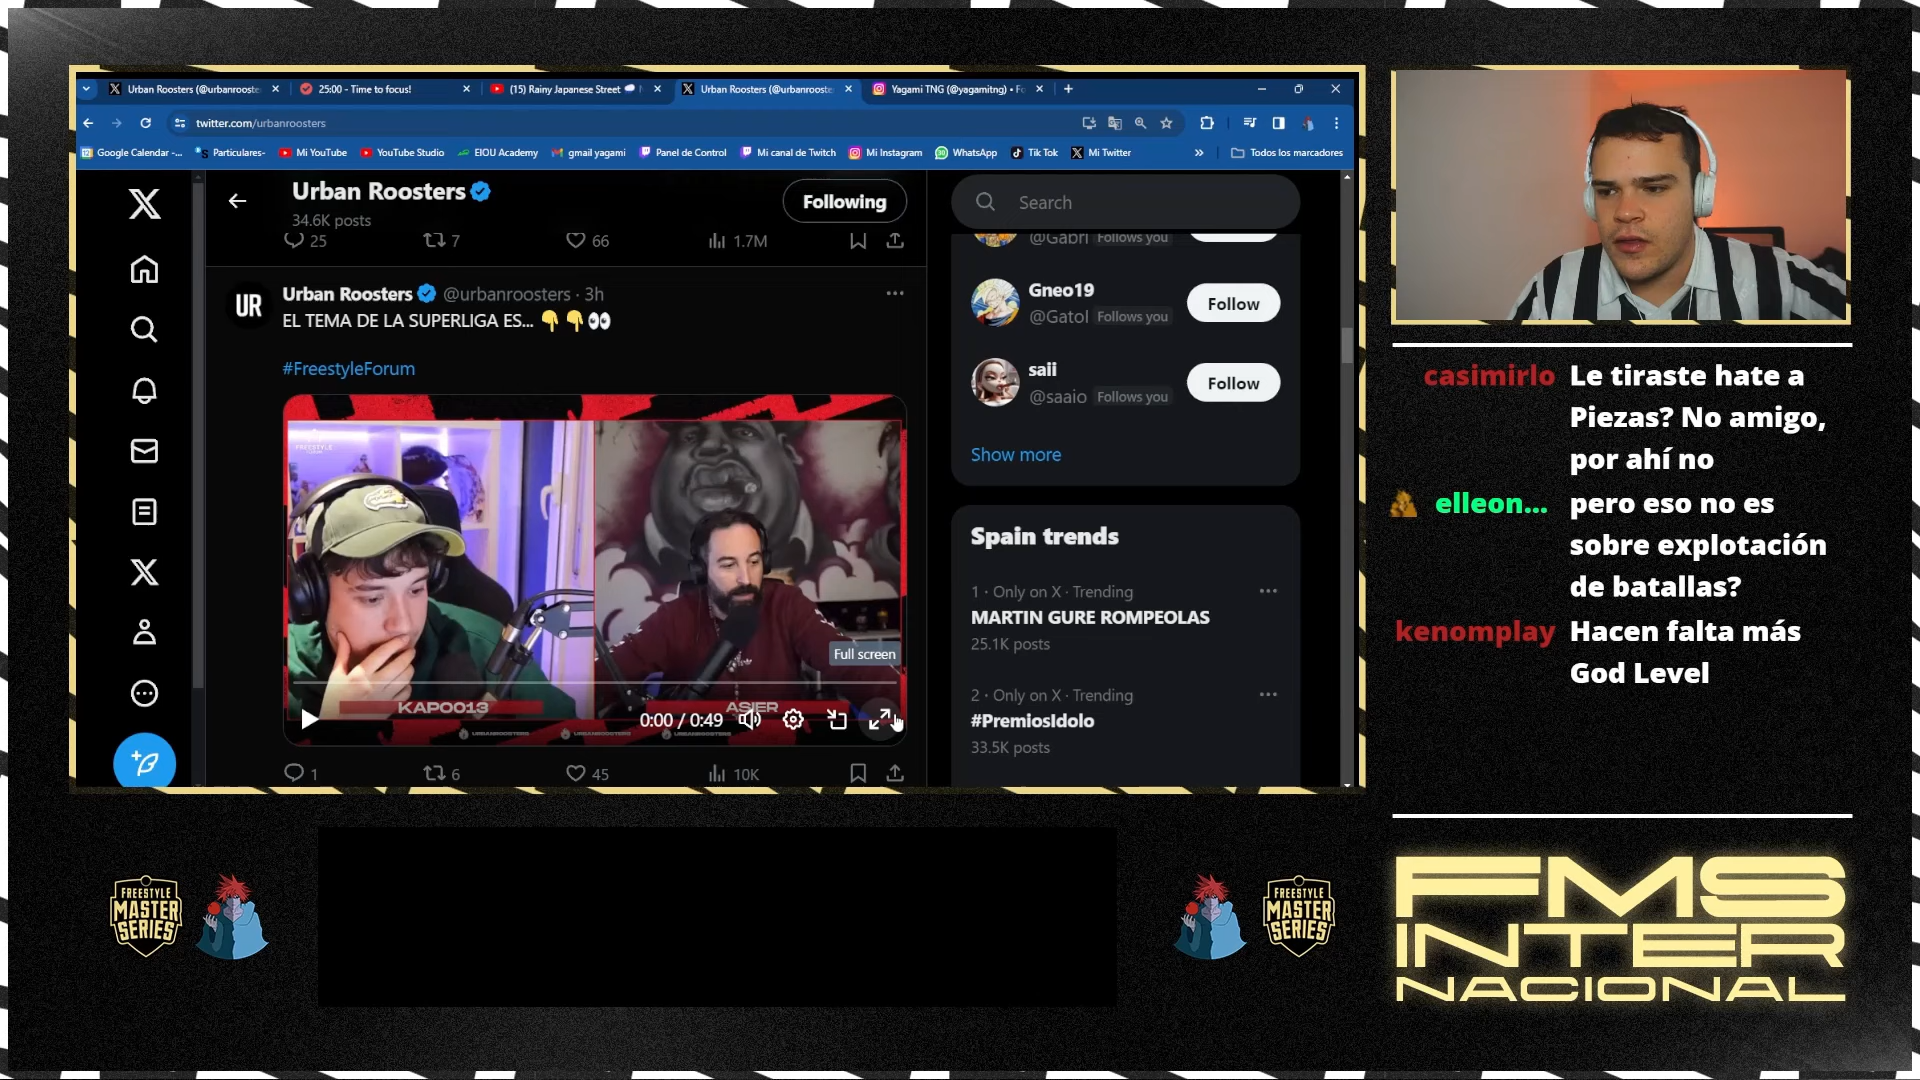 Urban Roosters (@urbanrooste
25:00 - Time to focus!
(15) Rainy Japanese Street
Urban Roosters (@urbanrooste
Yagami TNG (@yagamitng) • Fo
twitter.com/urbanroosters
Google Calendar -...
Particulares-
Mi YouTube
YouTube Studio
EIOU Academy
gmail yagami
Panel de Control
Mi canal de Twitch
Mi Instagram
WhatsApp
Tik Tok
Mi Twitter
»
Todos los marcadores
Urban Roosters
34.6K posts
Following
25
7
66
1.7M
UR
Urban Roosters @urbanroosters · 3h
EL TEMA DE LA SUPERLIGA ES... 👇👇👀
#FreestyleForum
KAPO013
ASIER
URBANROOSTERS
URBANROOSTERS
URBANROOSTERS
Full screen
0:00 / 0:49
1
6
45
10K
Search
@Gabri Follows you
Gneo19
@Gatol Follows you
Follow
saii
@saaio Follows you
Follow
Show more
Spain trends
1 · Only on X · Trending
MARTIN GURE ROMPEOLAS
25.1K posts
2 · Only on X · Trending
#PremiosIdolo
33.5K posts
casimirlo Le tiraste hate a
Piezas? No amigo,
por ahí no
elleon... pero eso no es
sobre explotación
de batallas?
kenomplay Hacen falta más
God Level
FREESTYLE
MASTER
SERIES
FREESTYLE
MASTER
SERIES
FMS
INTER
NACIONAL